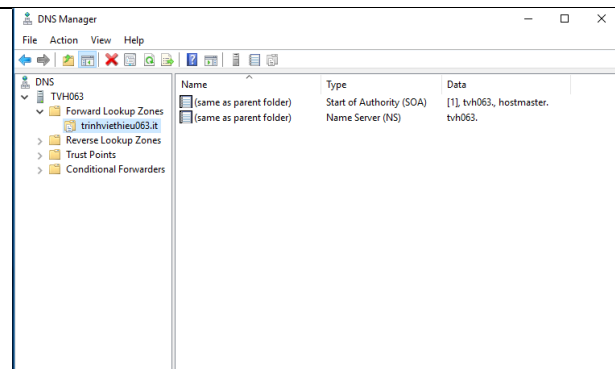 DNS Manager
File Action View Help
DNS
TVH063
Forward Lookup Zones
trinhviethieu063.it
Reverse Lookup Zones
Trust Points
Conditional Forwarders
Name Type Data
(same as parent folder) Start of Authority (SOA) [1], tvh063., hostmaster.
(same as parent folder) Name Server (NS) tvh063.